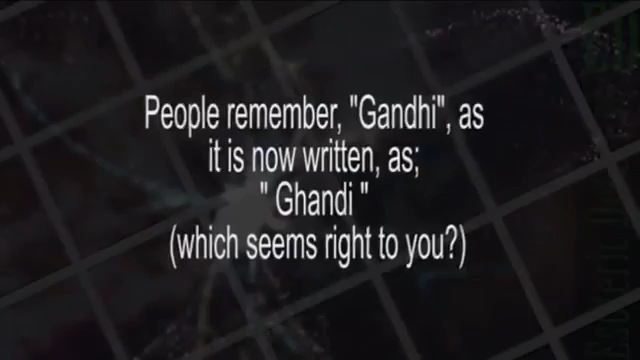 People remember, "Gandhi", as
it is now written, as;
" Ghandi "
(which seems right to you?)